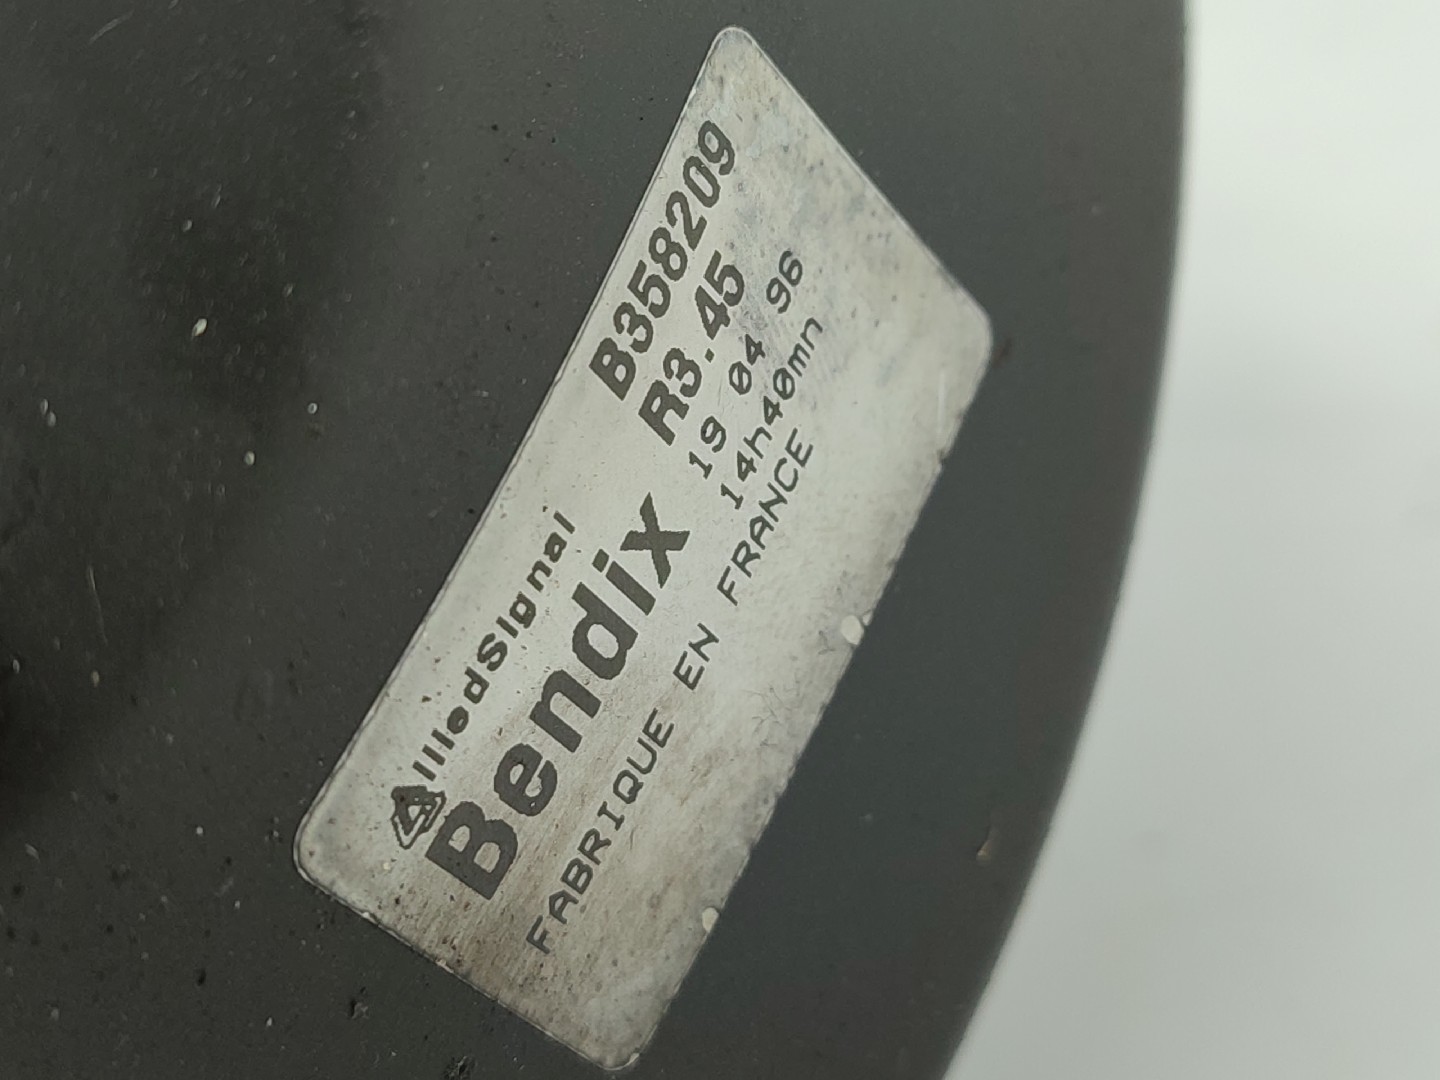 AlliedSignal
Bendix
B358209
R3.45
19 04 96
14h40mn
FABRIQUE EN FRANCE